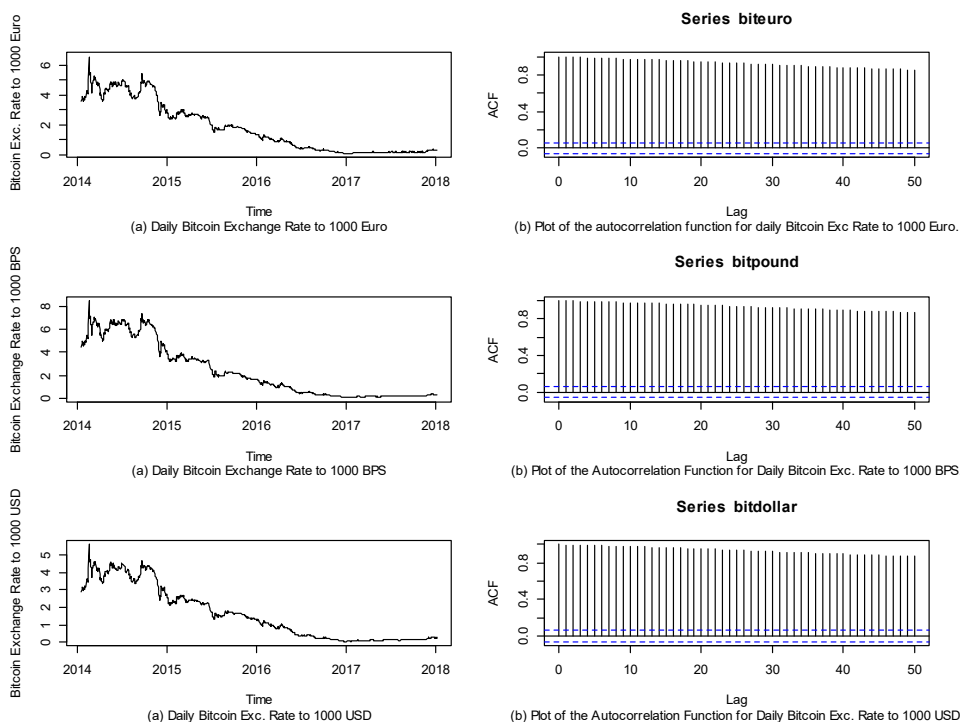 Bitcoin Exc. Rate to 1000 Euro
6
4
2
0
2014 2015 2016 2017 2018
Time
(a) Daily Bitcoin Exchange Rate to 1000 Euro
Series biteuro
ACF
0.8
0.0
0 10 20 30 40 50
Lag
(b) Plot of the autocorrelation function for daily Bitcoin Exc Rate to 1000 Euro.
Bitcoin Exchange Rate to 1000 BPS
8
6
4
2
0
2014 2015 2016 2017 2018
Time
(a) Daily Bitcoin Exchange Rate to 1000 BPS
Series bitpound
ACF
0.8
0.4
0.0
0 10 20 30 40 50
Lag
(b) Plot of the Autocorrelation Function for Daily Bitcoin Exc. Rate to 1000 BPS
Bitcoin Exchange Rate to 1000 USD
5
4
3
2
1
0
2014 2015 2016 2017 2018
Time
(a) Daily Bitcoin Exc. Rate to 1000 USD
Series bitdollar
ACF
0.8
0.4
0.0
0 10 20 30 40 50
Lag
(b) Plot of the Autocorrelation Function for Daily Bitcoin Exc. Rate to 1000 USD